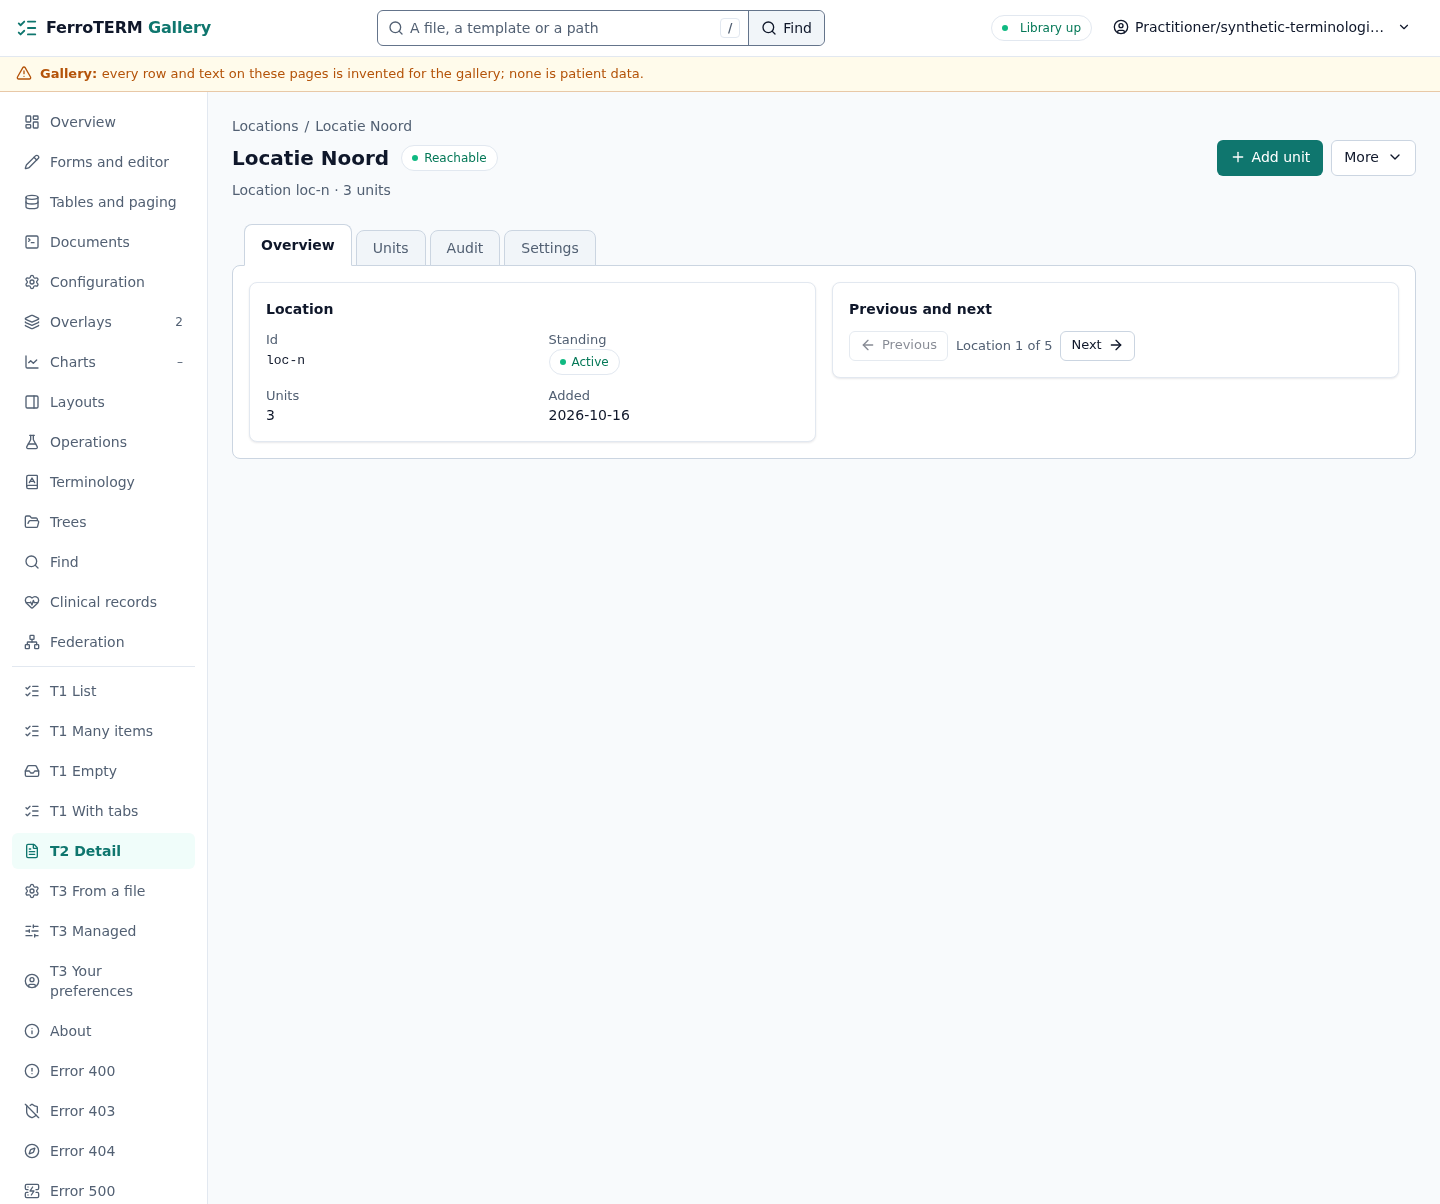 FerroTERM Gallery
A file, a template or a path
/
Find
Library up
Practitioner/synthetic-terminologi…
Gallery: every row and text on these pages is invented for the gallery; none is patient data.
Overview
Forms and editor
Tables and paging
Documents
Configuration
Overlays 2
Charts –
Layouts
Operations
Terminology
Trees
Find
Clinical records
Federation
T1 List
T1 Many items
T1 Empty
T1 With tabs
T2 Detail
T3 From a file
T3 Managed
T3 Your
preferences
About
Error 400
Error 403
Error 404
Error 500
Locations / Locatie Noord
Locatie Noord
Reachable
Add unit
More
Location loc-n · 3 units
Overview
Units
Audit
Settings
Location
Id
loc-n
Standing
Active
Units
3
Added
2026-10-16
Previous and next
Previous
Location 1 of 5
Next